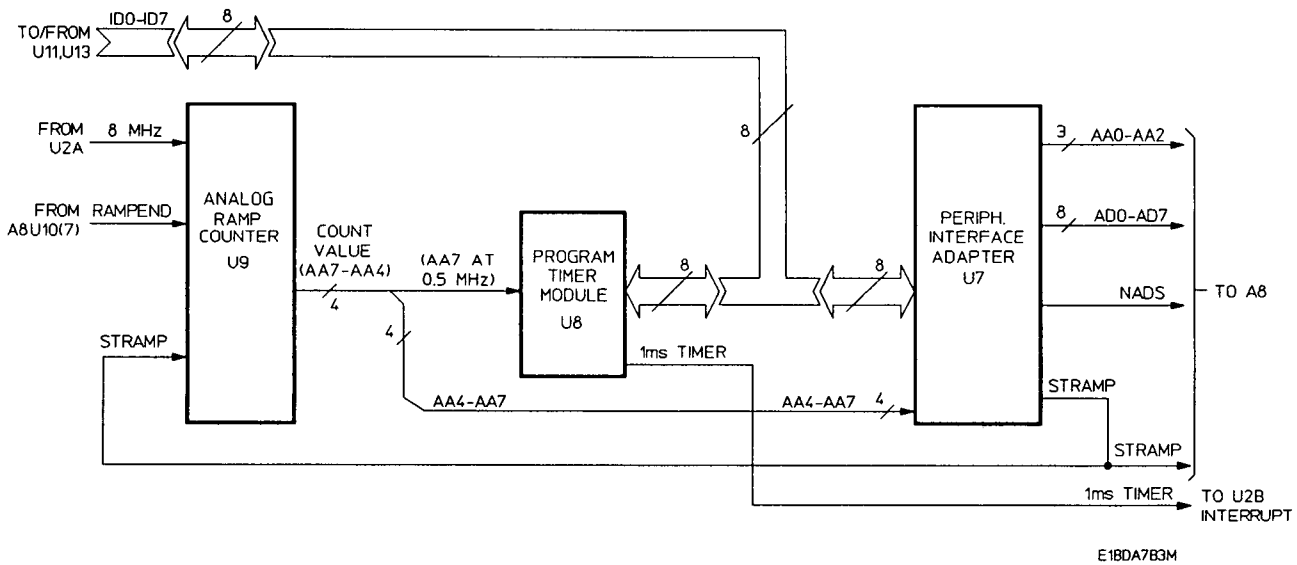 ID0-ID7
8
TO/FROM
U11,U13
FROM
U2A
8 MHz
FROM
A8U10(7)
RAMPEND
ANALOG
RAMP
COUNTER
U9
STRAMP
COUNT
VALUE
(AA7-AA4)
4
4
(AA7 AT
0.5 MHz)
PROGRAM
TIMER
MODULE
U8
8
8
8
1ms TIMER
AA4-AA7
AA4-AA7
4
PERIPH.
INTERFACE
ADAPTER
U7
3
AA0-AA2
8
AD0-AD7
NADS
STRAMP
STRAMP
TO A8
1ms TIMER
TO U2B
INTERRUPT
E1BDA7B3M